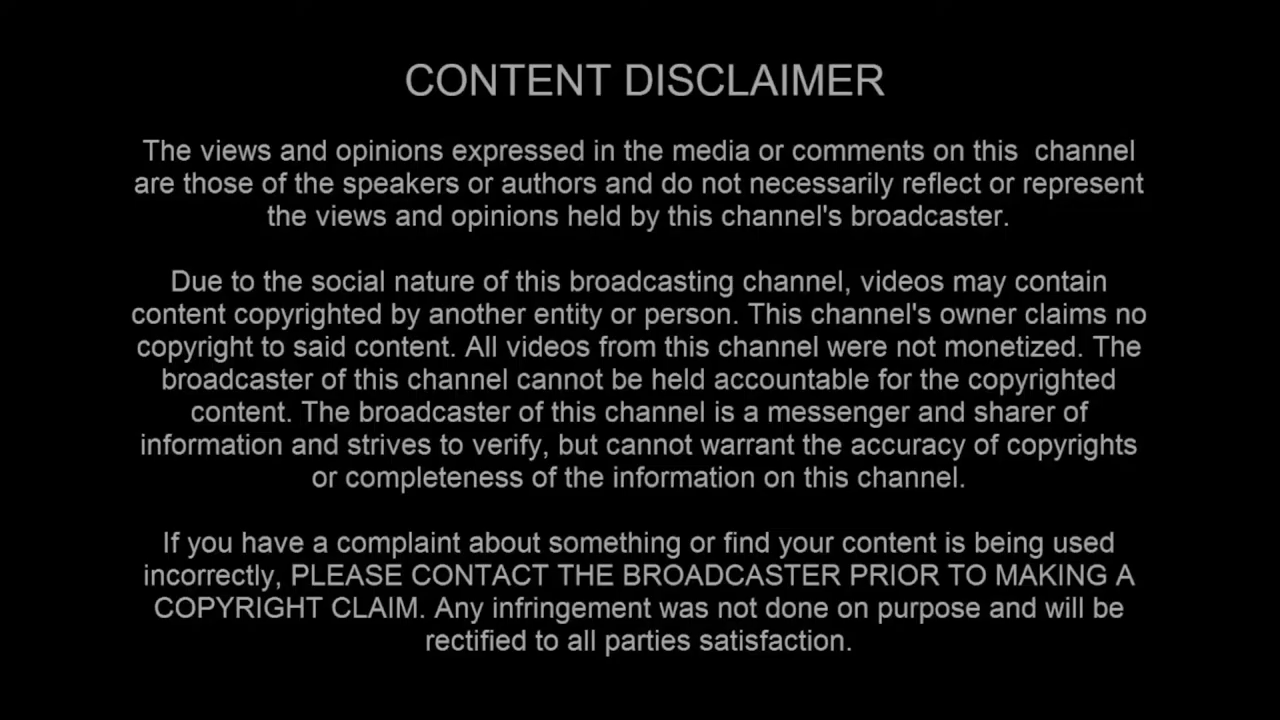 CONTENT DISCLAIMER
The views and opinions expressed in the media or comments on this  channel
are those of the speakers or authors and do not necessarily reflect or represent
the views and opinions held by this channel's broadcaster.
Due to the social nature of this broadcasting channel, videos may contain
content copyrighted by another entity or person. This channel's owner claims no
copyright to said content. All videos from this channel were not monetized. The
broadcaster of this channel cannot be held accountable for the copyrighted
content. The broadcaster of this channel is a messenger and sharer of
information and strives to verify, but cannot warrant the accuracy of copyrights
or completeness of the information on this channel.
If you have a complaint about something or find your content is being used
incorrectly, PLEASE CONTACT THE BROADCASTER PRIOR TO MAKING A
COPYRIGHT CLAIM. Any infringement was not done on purpose and will be
rectified to all parties satisfaction.